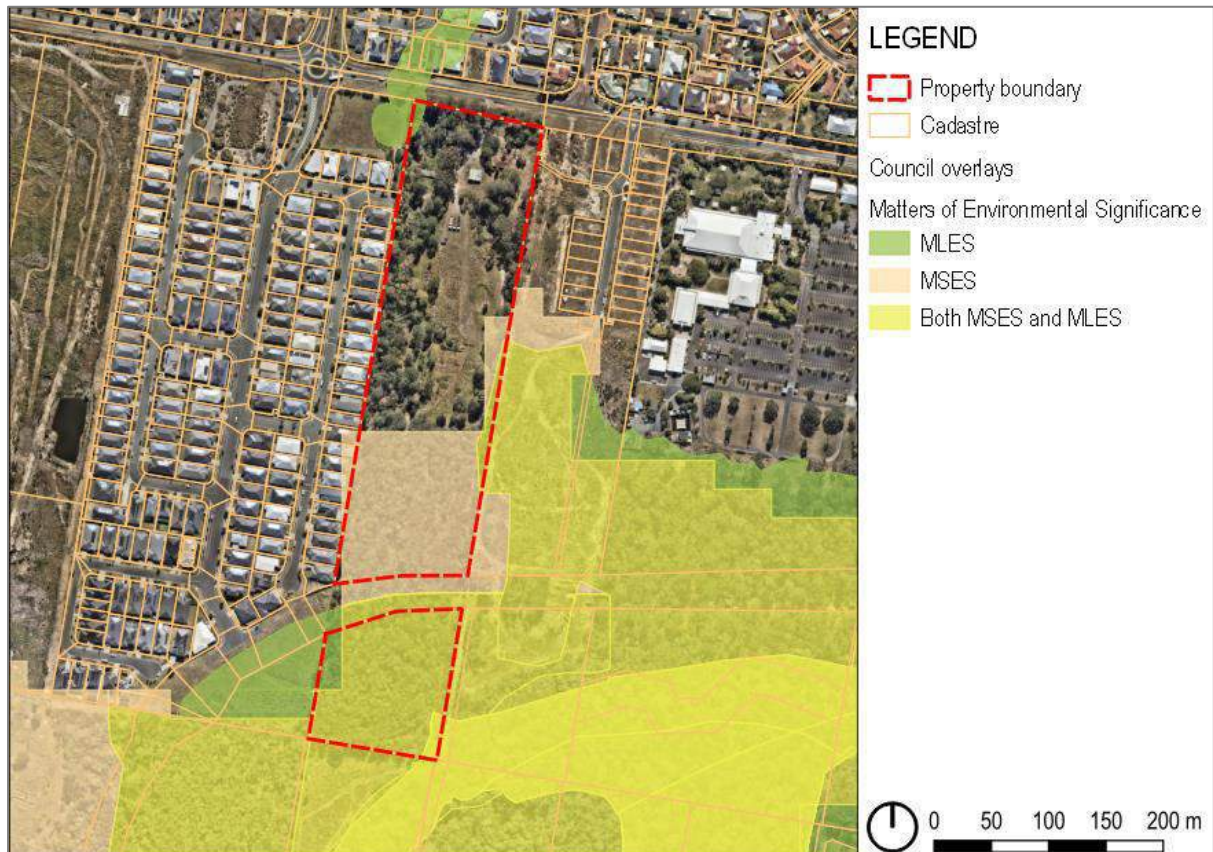 LEGEND
Property boundary
Cadastre
Council overlays
Matters of Environmental Significance
MLES
MSES
Both MSES and MLES
0 50 100 150 200 m